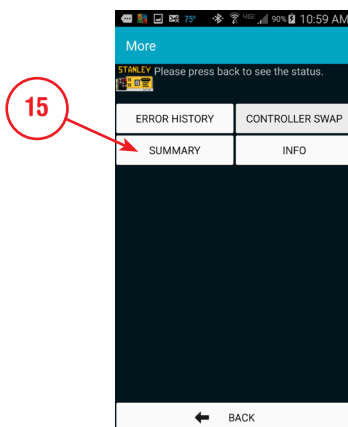 75° 4GE 90% 10:59 AM
More
STANLEY Please press back to see the status.
15
ERROR HISTORY CONTROLLER SWAP
SUMMARY INFO
BACK